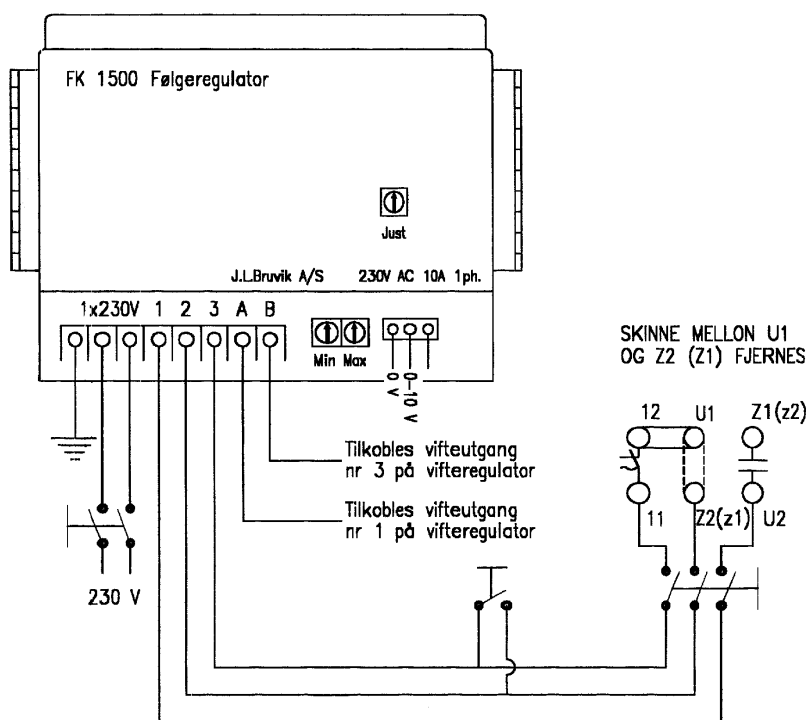 FK 1500 Følgeregulator
Just
J.L.Bruvik A/S 230V AC 10A 1ph.
1x230V 1 2 3 A B
Min Max
0 V
0-10 V
SKINNE MELLON U1
OG Z2 (Z1) FJERNES
12 U1 Z1(z2)
11 Z2(z1) U2
Tilkobles vifteutgang
nr 3 på vifteregulator
Tilkobles vifteutgang
nr 1 på vifteregulator
230 V